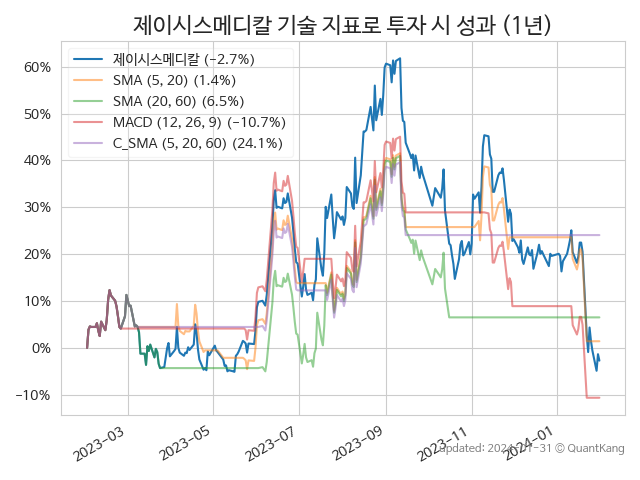 제이시스메디칼 기술 지표로 투자 시 성과 (1년)
제이시스메디칼 (−2.7%)
SMA (5, 20) (1.4%)
SMA (20, 60) (6.5%)
MACD (12, 26, 9) (−10.7%)
C_SMA (5, 20, 60) (24.1%)
60%
50%
40%
30%
20%
10%
0%
−10%
2023−03
2023−05
2023−07
2023−09
2023−11
2024−01
updated: 2024-01-31 © QuantKang